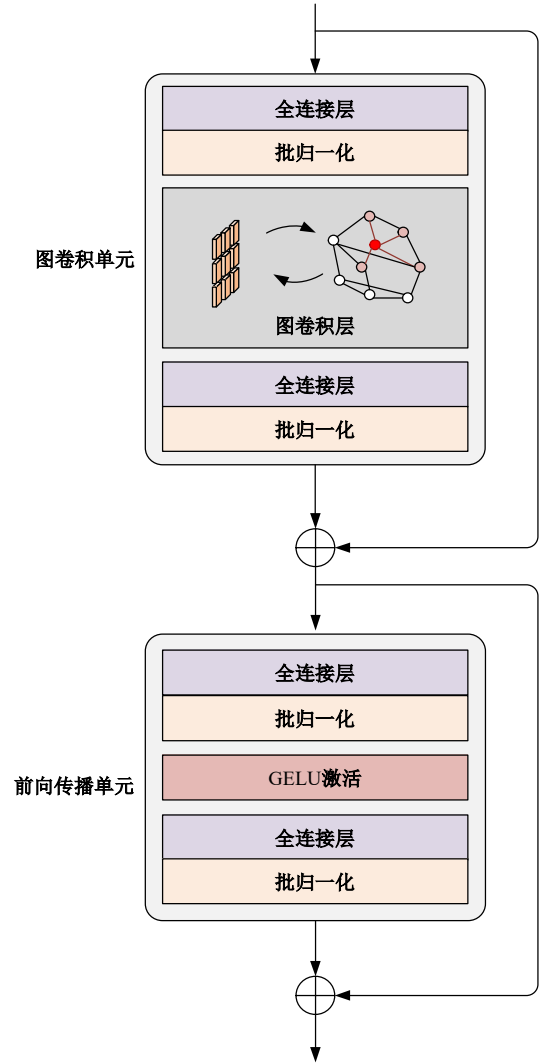 全连接层
批归一化
图卷积单元
图卷积层
全连接层
批归一化
全连接层
批归一化
前向传播单元
GELU激活
全连接层
批归一化